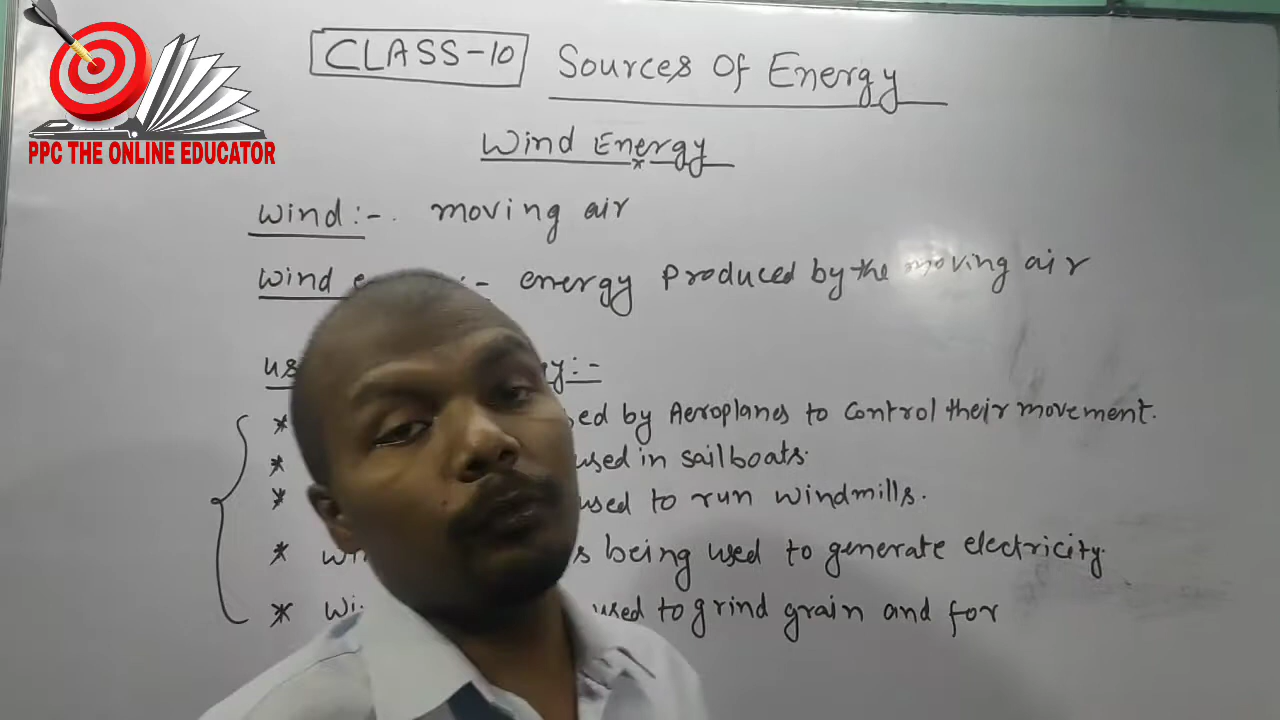 CLASS-10 Sources Of Energy
PPC THE ONLINE EDUCATOR
Wind Energy
Wind :- moving air
Wind :- energy Produced by the moving air
:-
by Aeroplanes to Control their movement.
used in sailboats.
used to run windmills.
being used to generate electricity.
used to grind grain and for